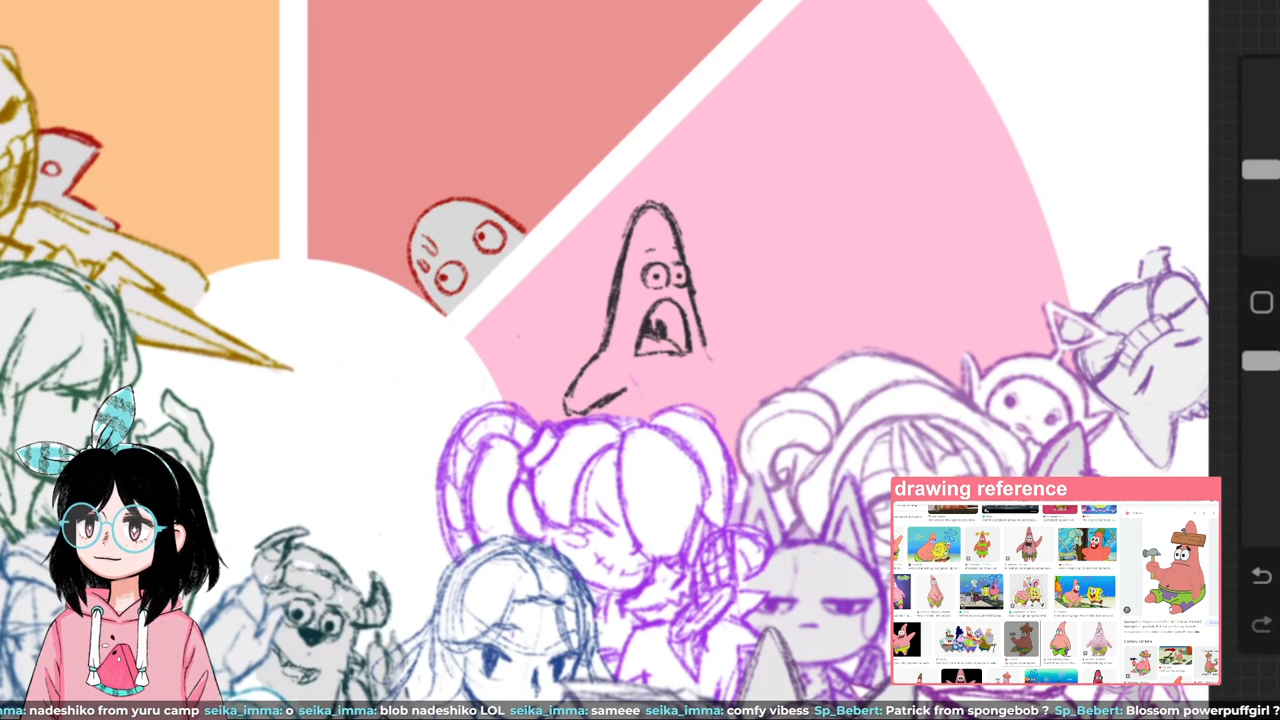 drawing reference
mma: nadeshiko from yuru camp seika_imma: o seika_imma: blob nadeshiko LOL seika_imma: sameee seika_imma: comfy vibess Sp_Bebert: Patrick from spongebob ? Sp_Bebert: Blossom powerpuffgirl ?